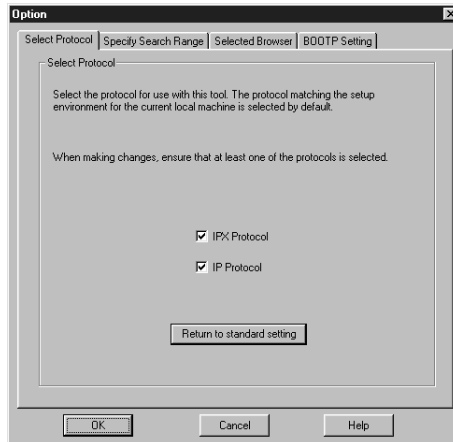 Option
Select Protocol
Specify Search Range
Selected Browser
BOOTP Setting
Select Protocol
Select the protocol for use with this tool. The protocol matching the setup
environment for the current local machine is selected by default.
When making changes, ensure that at least one of the protocols is selected.
IPX Protocol
IP Protocol
Return to standard setting
OK
Cancel
Help